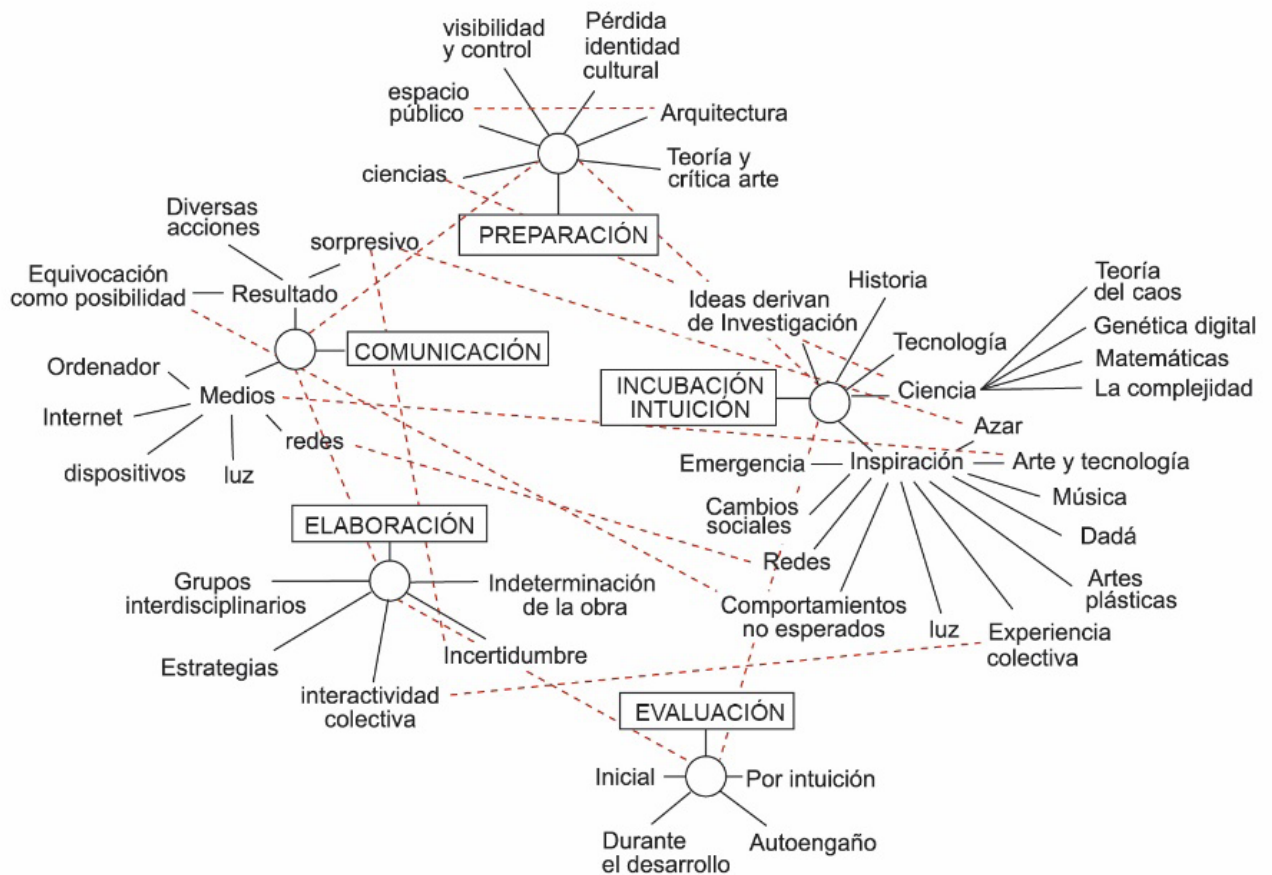 visibilidad
y control
Pérdida
identidad
cultural
espacio
público
Arquitectura
ciencias
Teoría y
crítica arte
PREPARACIÓN
Diversas
acciones
sorpresivo
Equivocación
como posibilidad
Resultado
COMUNICACIÓN
Ordenador
Medios
Internet
dispositivos
luz
redes
Ideas derivan
de Investigación
Historia
Tecnología
Teoría
del caos
Genética digital
Matemáticas
La complejidad
Ciencia
INCUBACIÓN
INTUICIÓN
Azar
Emergencia
Inspiración
Arte y tecnología
Música
Cambios
sociales
Dadá
Redes
Artes
plásticas
Comportamientos
no esperados
luz
Experiencia
colectiva
ELABORACIÓN
Grupos
interdisciplinarios
Indeterminación
de la obra
Estrategias
Incertidumbre
interactividad
colectiva
EVALUACIÓN
Inicial
Por intuición
Durante
el desarrollo
Autoengaño